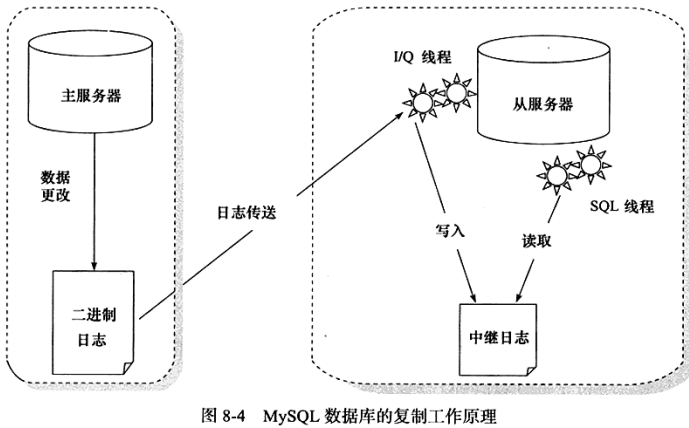 主服务器
数据
更改
二进制
日志
日志传送
I/Q 线程
从服务器
SQL 线程
写入
读取
中继日志
图 8-4 MySQL 数据库的复制工作原理